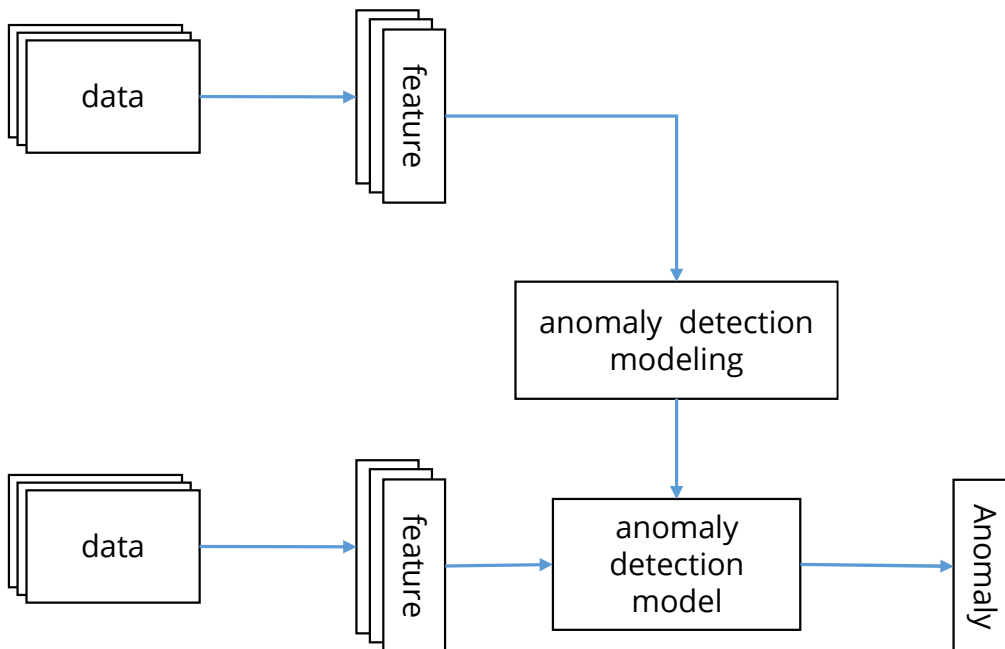 data
feature
anomaly detection
modeling
data
feature
anomaly
detection
model
Anomaly